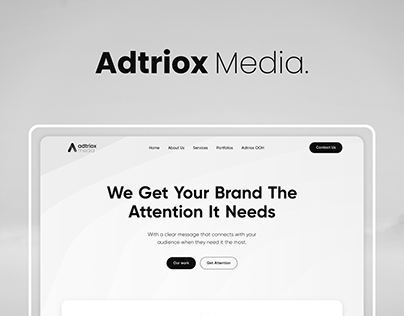 Adtriox Media.
adtriox
media
Home About Us Services Portfolios Adtriox OOH Contact Us
We Get Your Brand The
Attention It Needs
With a clear message that connects with your
audience when they need it the most.
Our work Get Attention